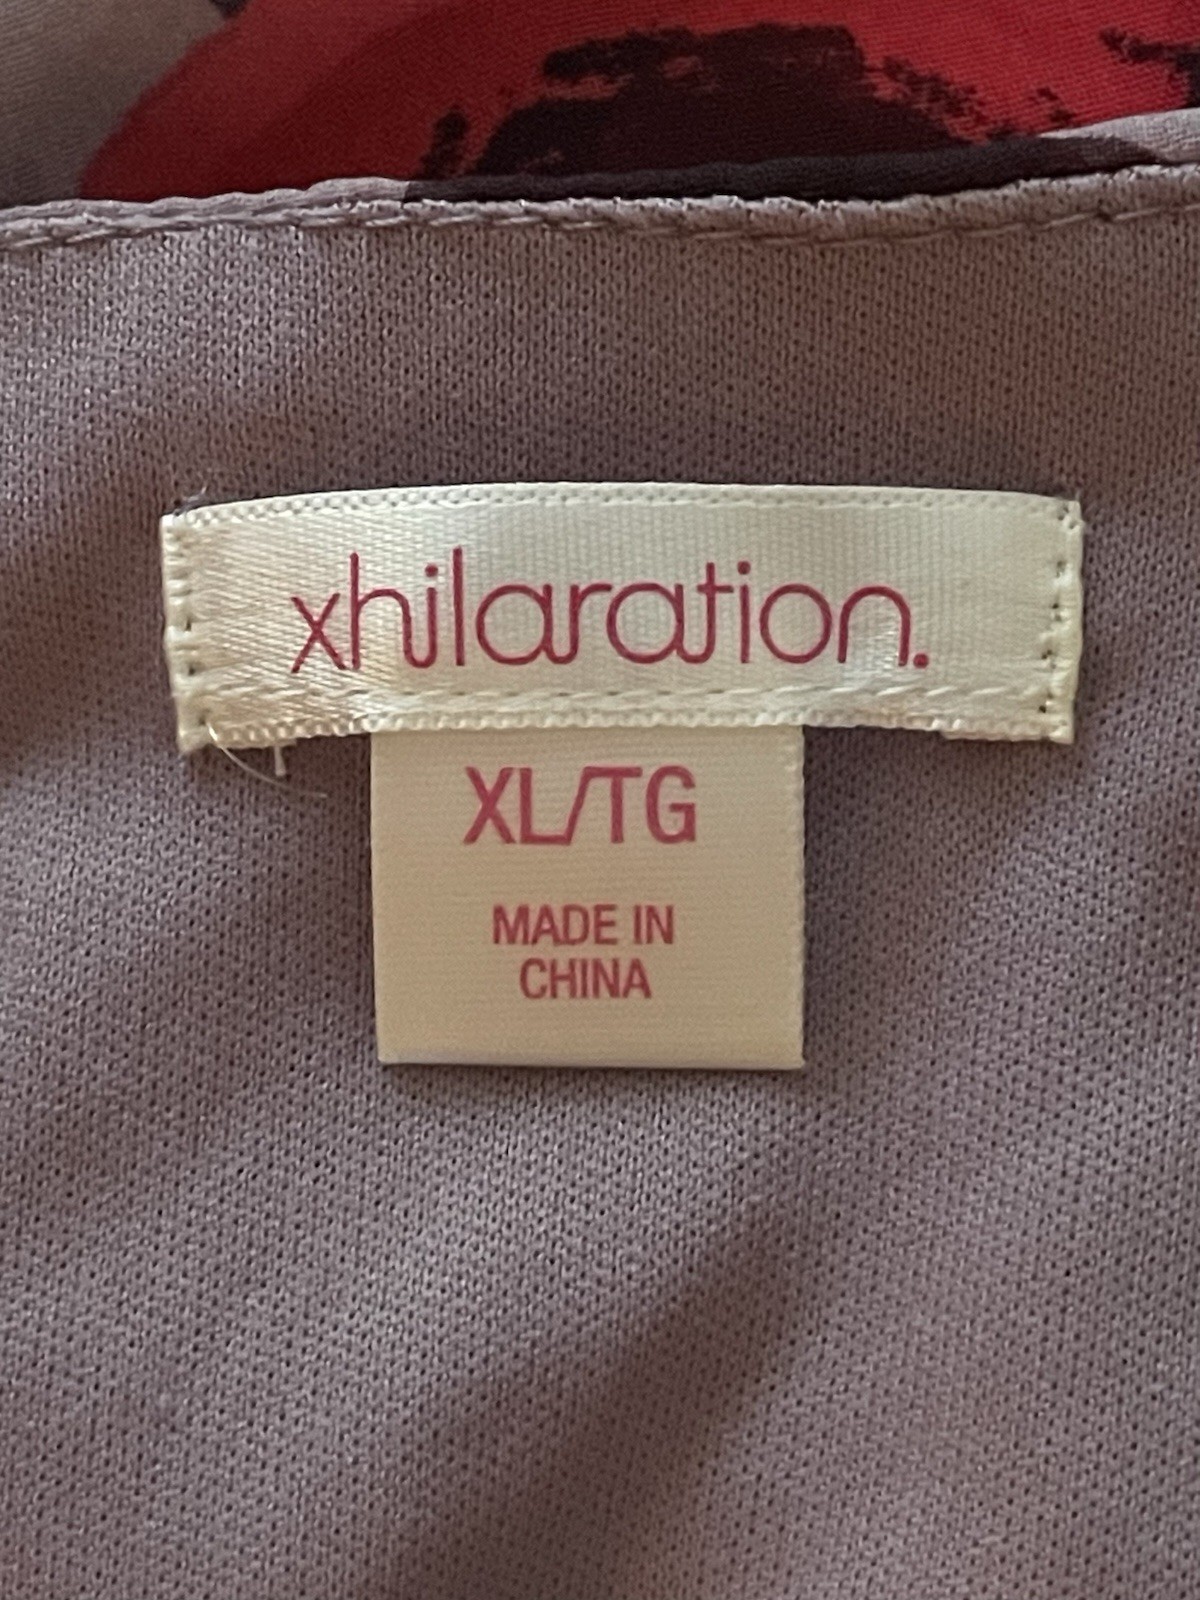 xhilaration.
XL/TG
MADE IN
CHINA